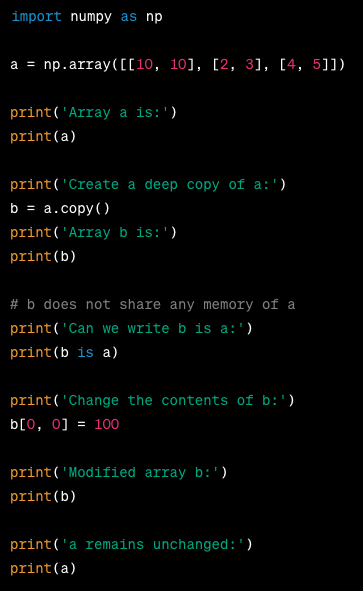 import numpy as np
a = np.array([[10, 10], [2, 3], [4, 5]])
print('Array a is:')
print(a)
print('Create a deep copy of a:')
b = a.copy()
print('Array b is:')
print(b)
# b does not share any memory of a
print('Can we write b is a:')
print(b is a)
print('Change the contents of b:')
b[0, 0] = 100
print('Modified array b:')
print(b)
print('a remains unchanged:')
print(a)